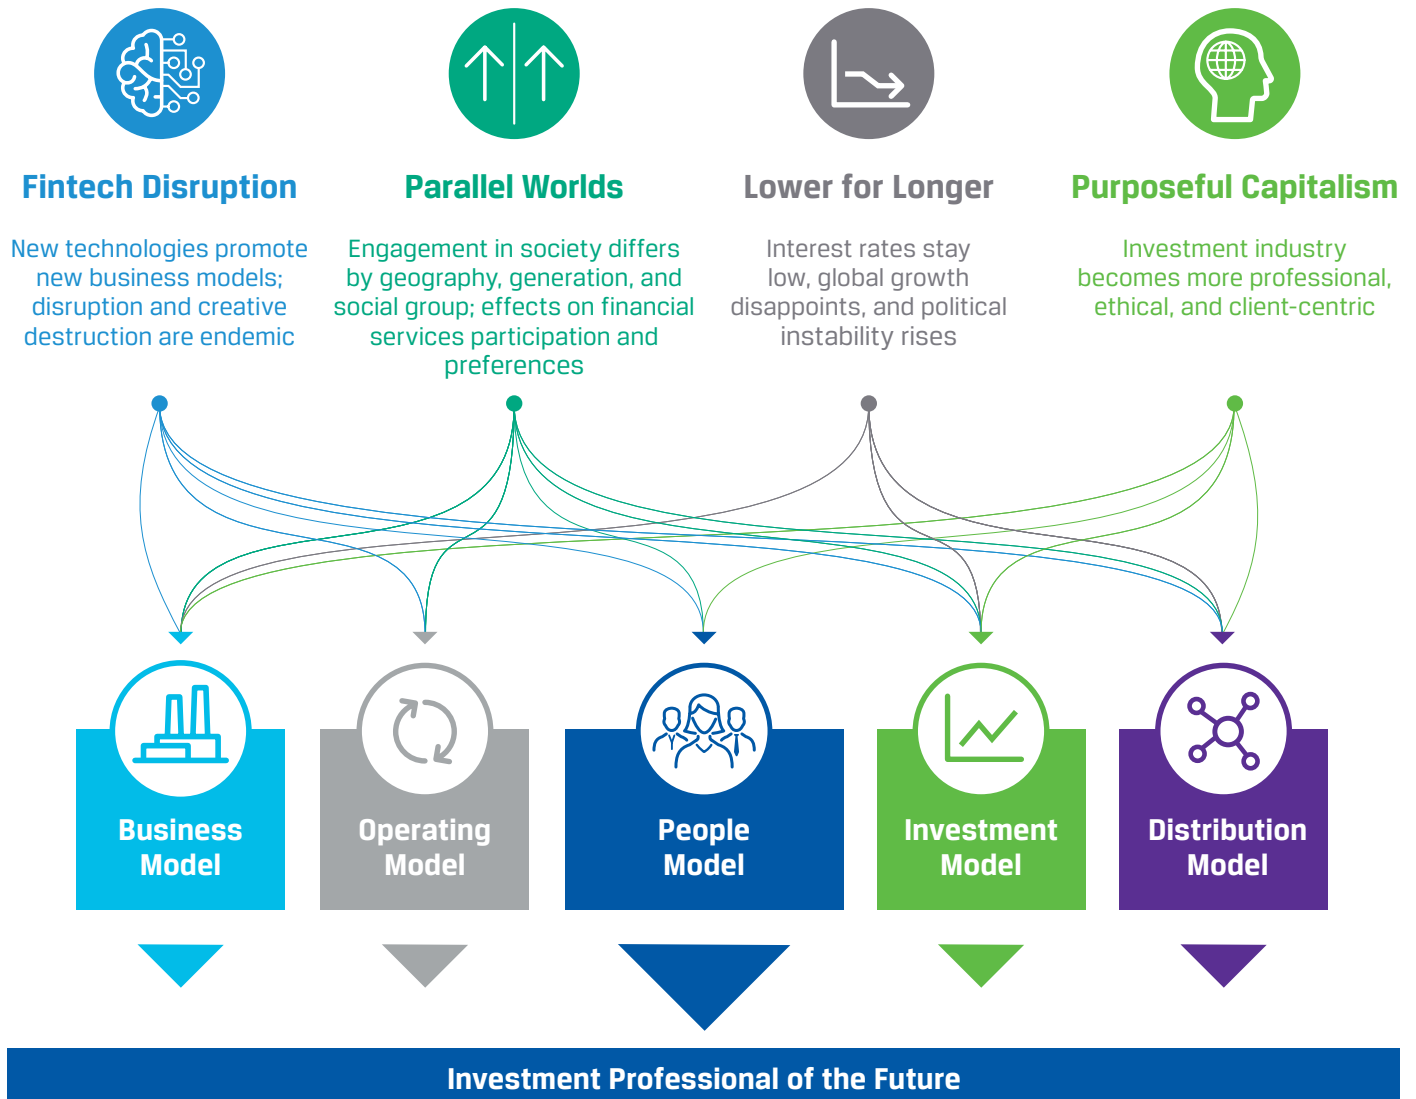 Fintech Disruption
New technologies promote
new business models;
disruption and creative
destruction are endemic
Parallel Worlds
Engagement in society differs
by geography, generation, and
social group; effects on financial
services participation and
preferences
Lower for Longer
Interest rates stay
low, global growth
disappoints, and political
instability rises
Purposeful Capitalism
Investment industry
becomes more professional,
ethical, and client-centric
Business
Model
Operating
Model
People
Model
Investment
Model
Distribution
Model
Investment Professional of the Future